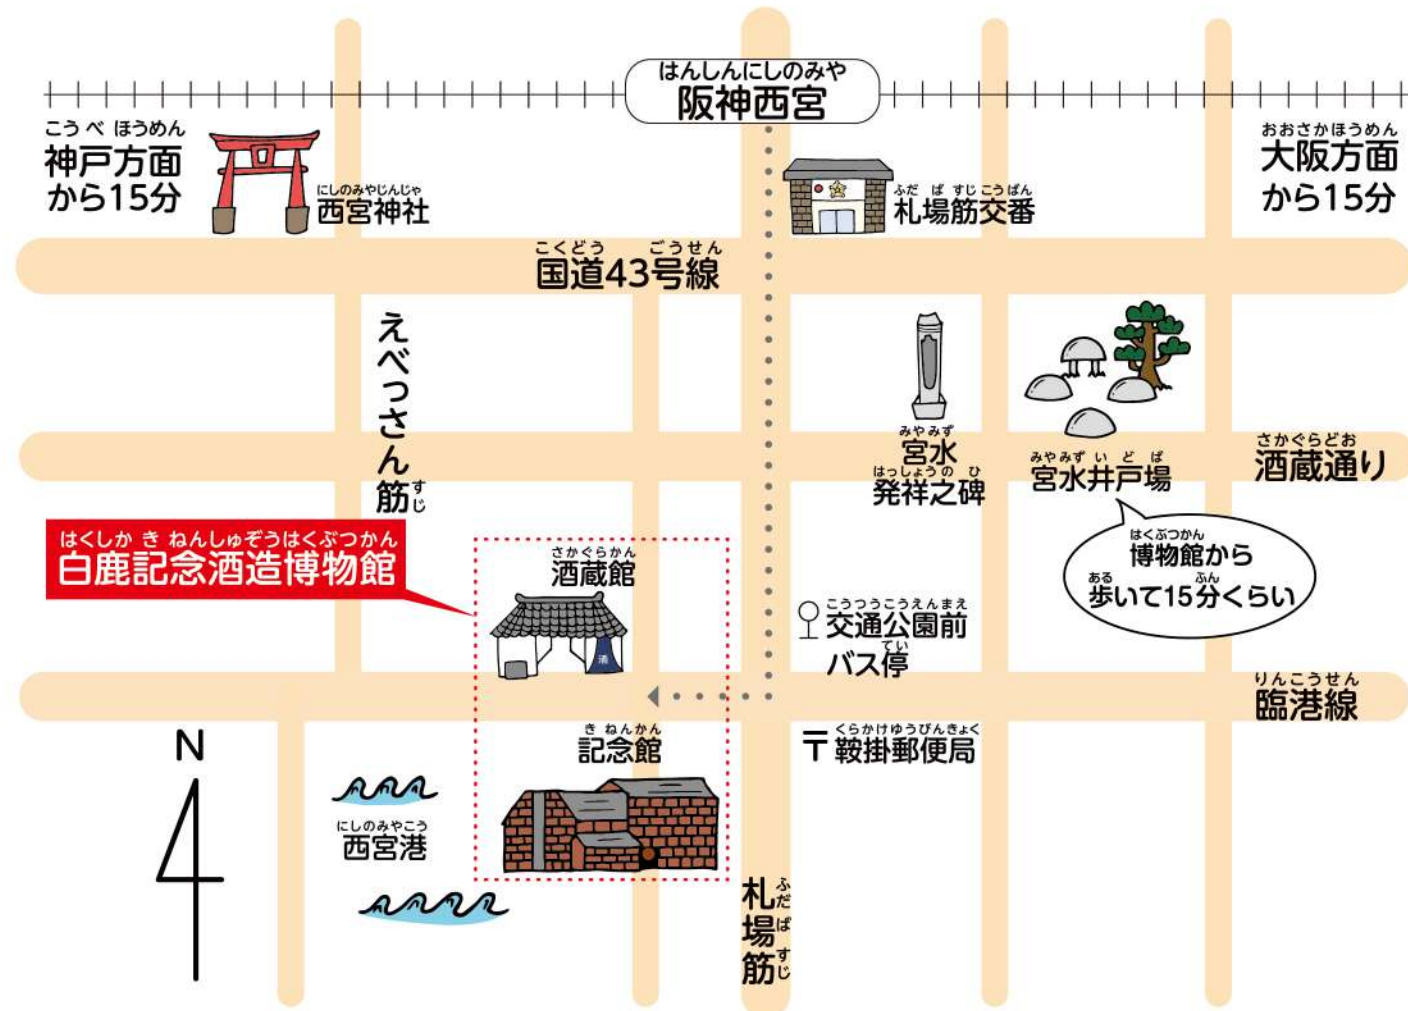 はんしんにしのみや
阪神西宮
こうべ ほうめん
神戸方面
から15分
にしのみやじんじゃ
西宮神社
ふだ ば すじ こうばん
札場筋交番
おおさかほうめん
大阪方面
から15分
こくどう ごうせん
国道43号線
えべっさん筋
すじ
みやみず
宮水
はっしょうの ひ
発祥之碑
みやみず い ど ば
宮水井戸場
さかぐらどお
酒蔵通り
はくぶつかん
博物館から
ある ふん
歩いて15分くらい
はくしか き ねんしゅぞうはくぶつかん
白鹿記念酒造博物館
さかぐらかん
酒蔵館
酒
こうつうこうえんまえ
交通公園前
てい
バス停
りんこうせん
臨港線
き ねんかん
記念館
くらかけゆうびんきょく
〒鞍掛郵便局
N
にしのみやこう
西宮港
札場筋
ふだ ば すじ